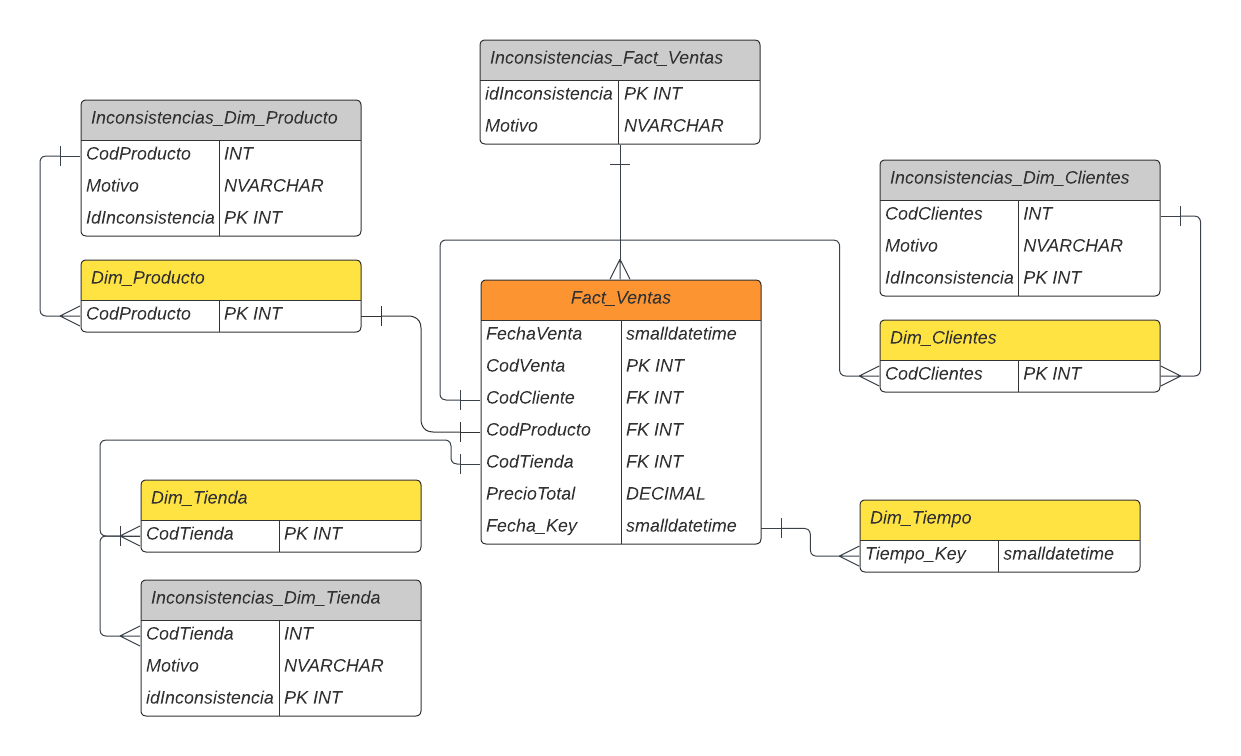 Inconsistencias_Fact_Ventas
idInconsistencia PK INT
Motivo NVARCHAR
Inconsistencias_Dim_Producto
CodProducto INT
Motivo NVARCHAR
IdInconsistencia PK INT
Inconsistencias_Dim_Clientes
CodClientes INT
Motivo NVARCHAR
IdInconsistencia PK INT
Dim_Producto
CodProducto PK INT
Fact_Ventas
FechaVenta smalldatetime
CodVenta PK INT
CodCliente FK INT
CodProducto FK INT
CodTienda FK INT
PrecioTotal DECIMAL
Fecha_Key smalldatetime
Dim_Clientes
CodClientes PK INT
Dim_Tienda
CodTienda PK INT
Dim_Tiempo
Tiempo_Key smalldatetime
Inconsistencias_Dim_Tienda
CodTienda INT
Motivo NVARCHAR
idInconsistencia PK INT